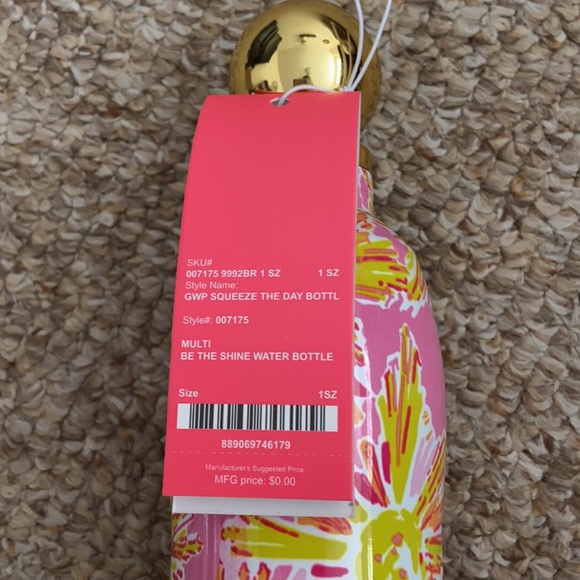 SKU#
007175 9992BR 1 SZ 1 SZ
Style Name:
GWP SQUEEZE THE DAY BOTTL
Style#: 007175
MULTI
BE THE SHINE WATER BOTTLE
Size 1SZ
889069746179
Manufacturer's Suggested Price
MFG price: $0.00